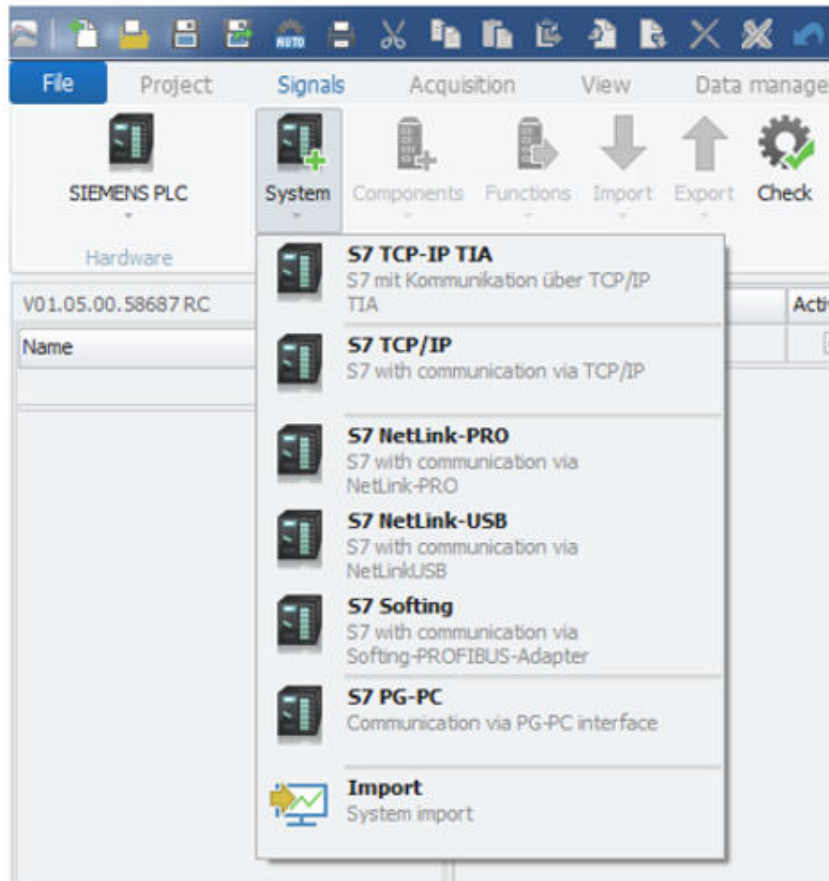 AUTO
File Project Signals Acquisition View Data manage
SIEMENS PLC System Components Functions Import Export Check
Hardware
V01.05.00.58687 RC
Name
Activ
S7 TCP-IP TIA
S7 mit Kommunikation über TCP/IP
TIA
S7 TCP/IP
S7 with communication via TCP/IP
S7 NetLink-PRO
S7 with communication via
NetLink-PRO
S7 NetLink-USB
S7 with communication via
NetLinkUSB
S7 Softing
S7 with communication via
Softing-PROFIBUS-Adapter
S7 PG-PC
Communication via PG-PC interface
Import
System import